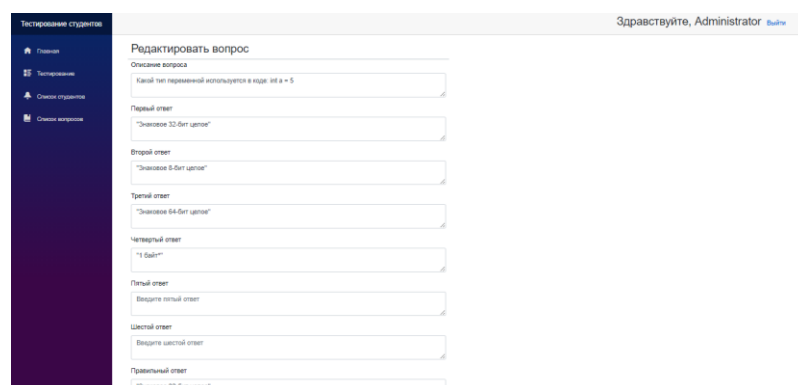 Тестирование студентов
Здравствуйте, Administrator Выйти
Главная
Тестирование
Список студентов
Список вопросов
Редактировать вопрос
Описание вопроса
Какой тип переменной используется в коде: int a = 5
Первый ответ
"Знаковое 32-бит целое"
Второй ответ
"Знаковое 8-бит целое"
Третий ответ
"Знаковое 64-бит целое"
Четвертый ответ
"1 байт*"
Пятый ответ
Введите пятый ответ
Шестой ответ
Введите шестой ответ
Правильный ответ